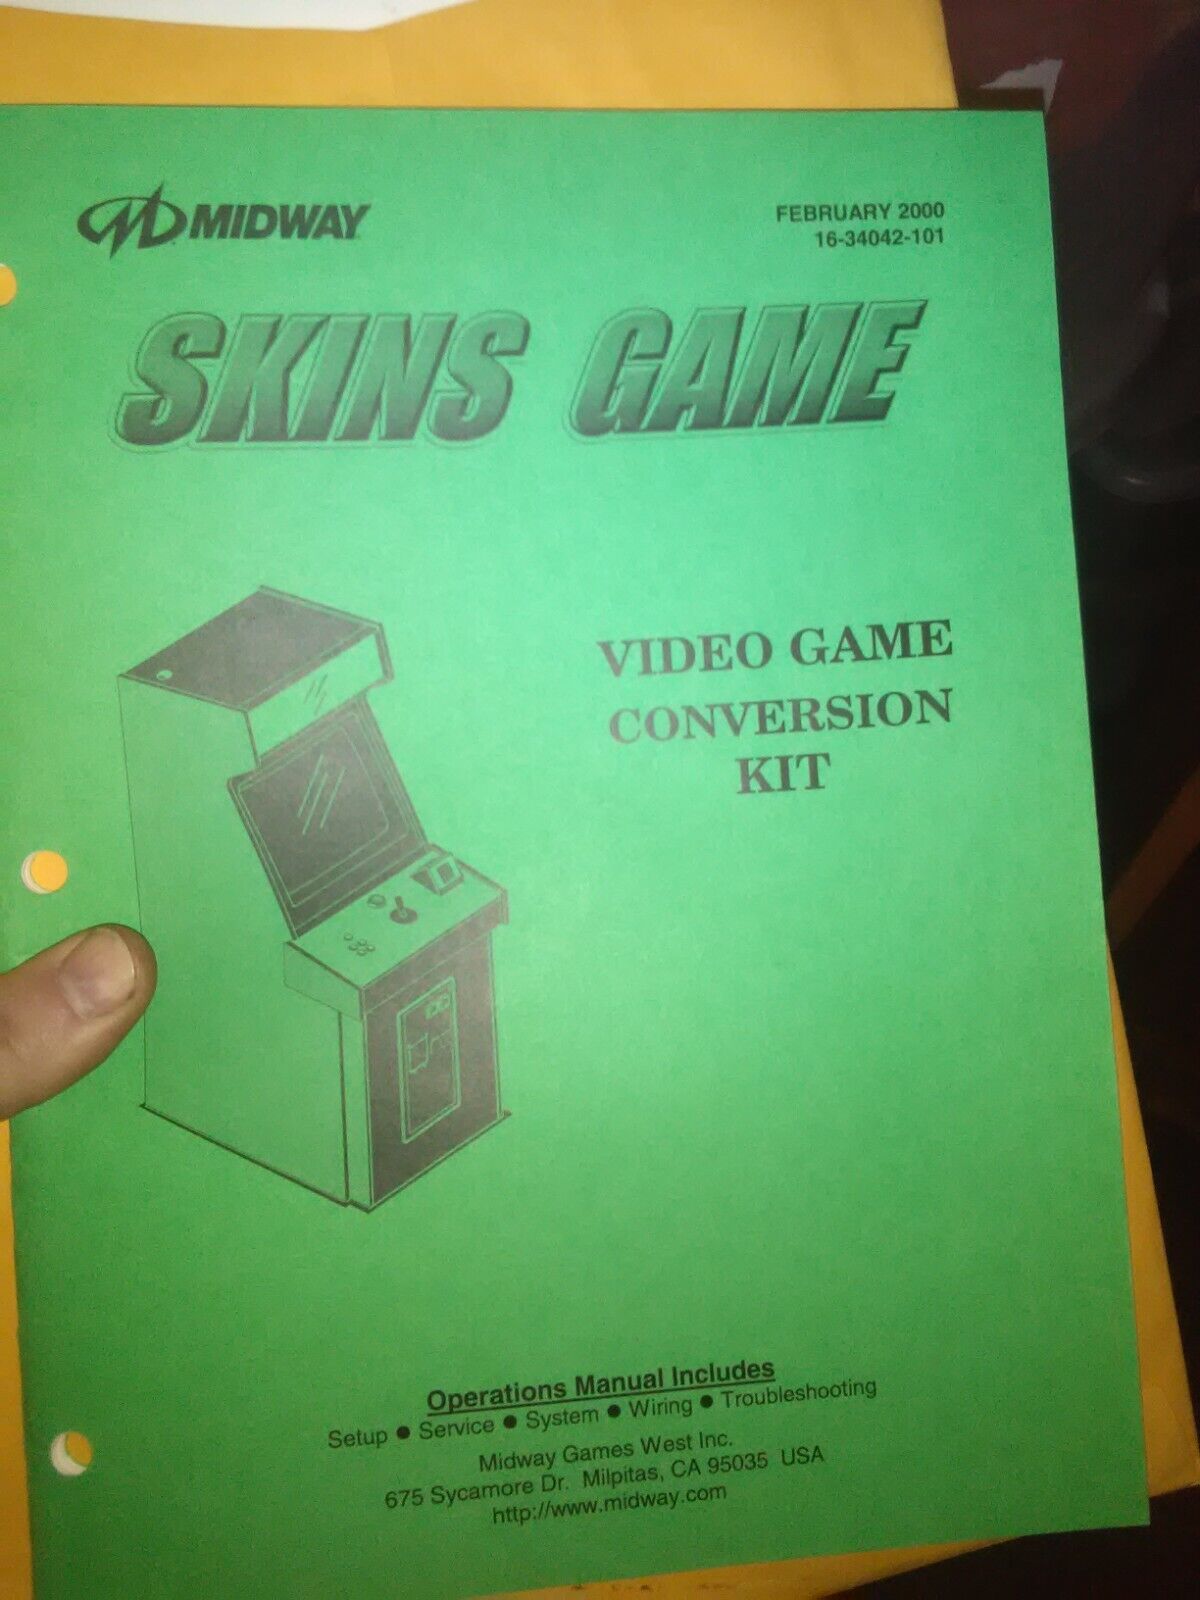 MIDWAY
FEBRUARY 2000
16-34042-101
SKINS GAME
VIDEO GAME
CONVERSION
KIT
Operations Manual Includes
Setup ● Service ● System ● Wiring ● Troubleshooting
Midway Games West Inc.
675 Sycamore Dr. Milpitas, CA 95035 USA
http://www.midway.com